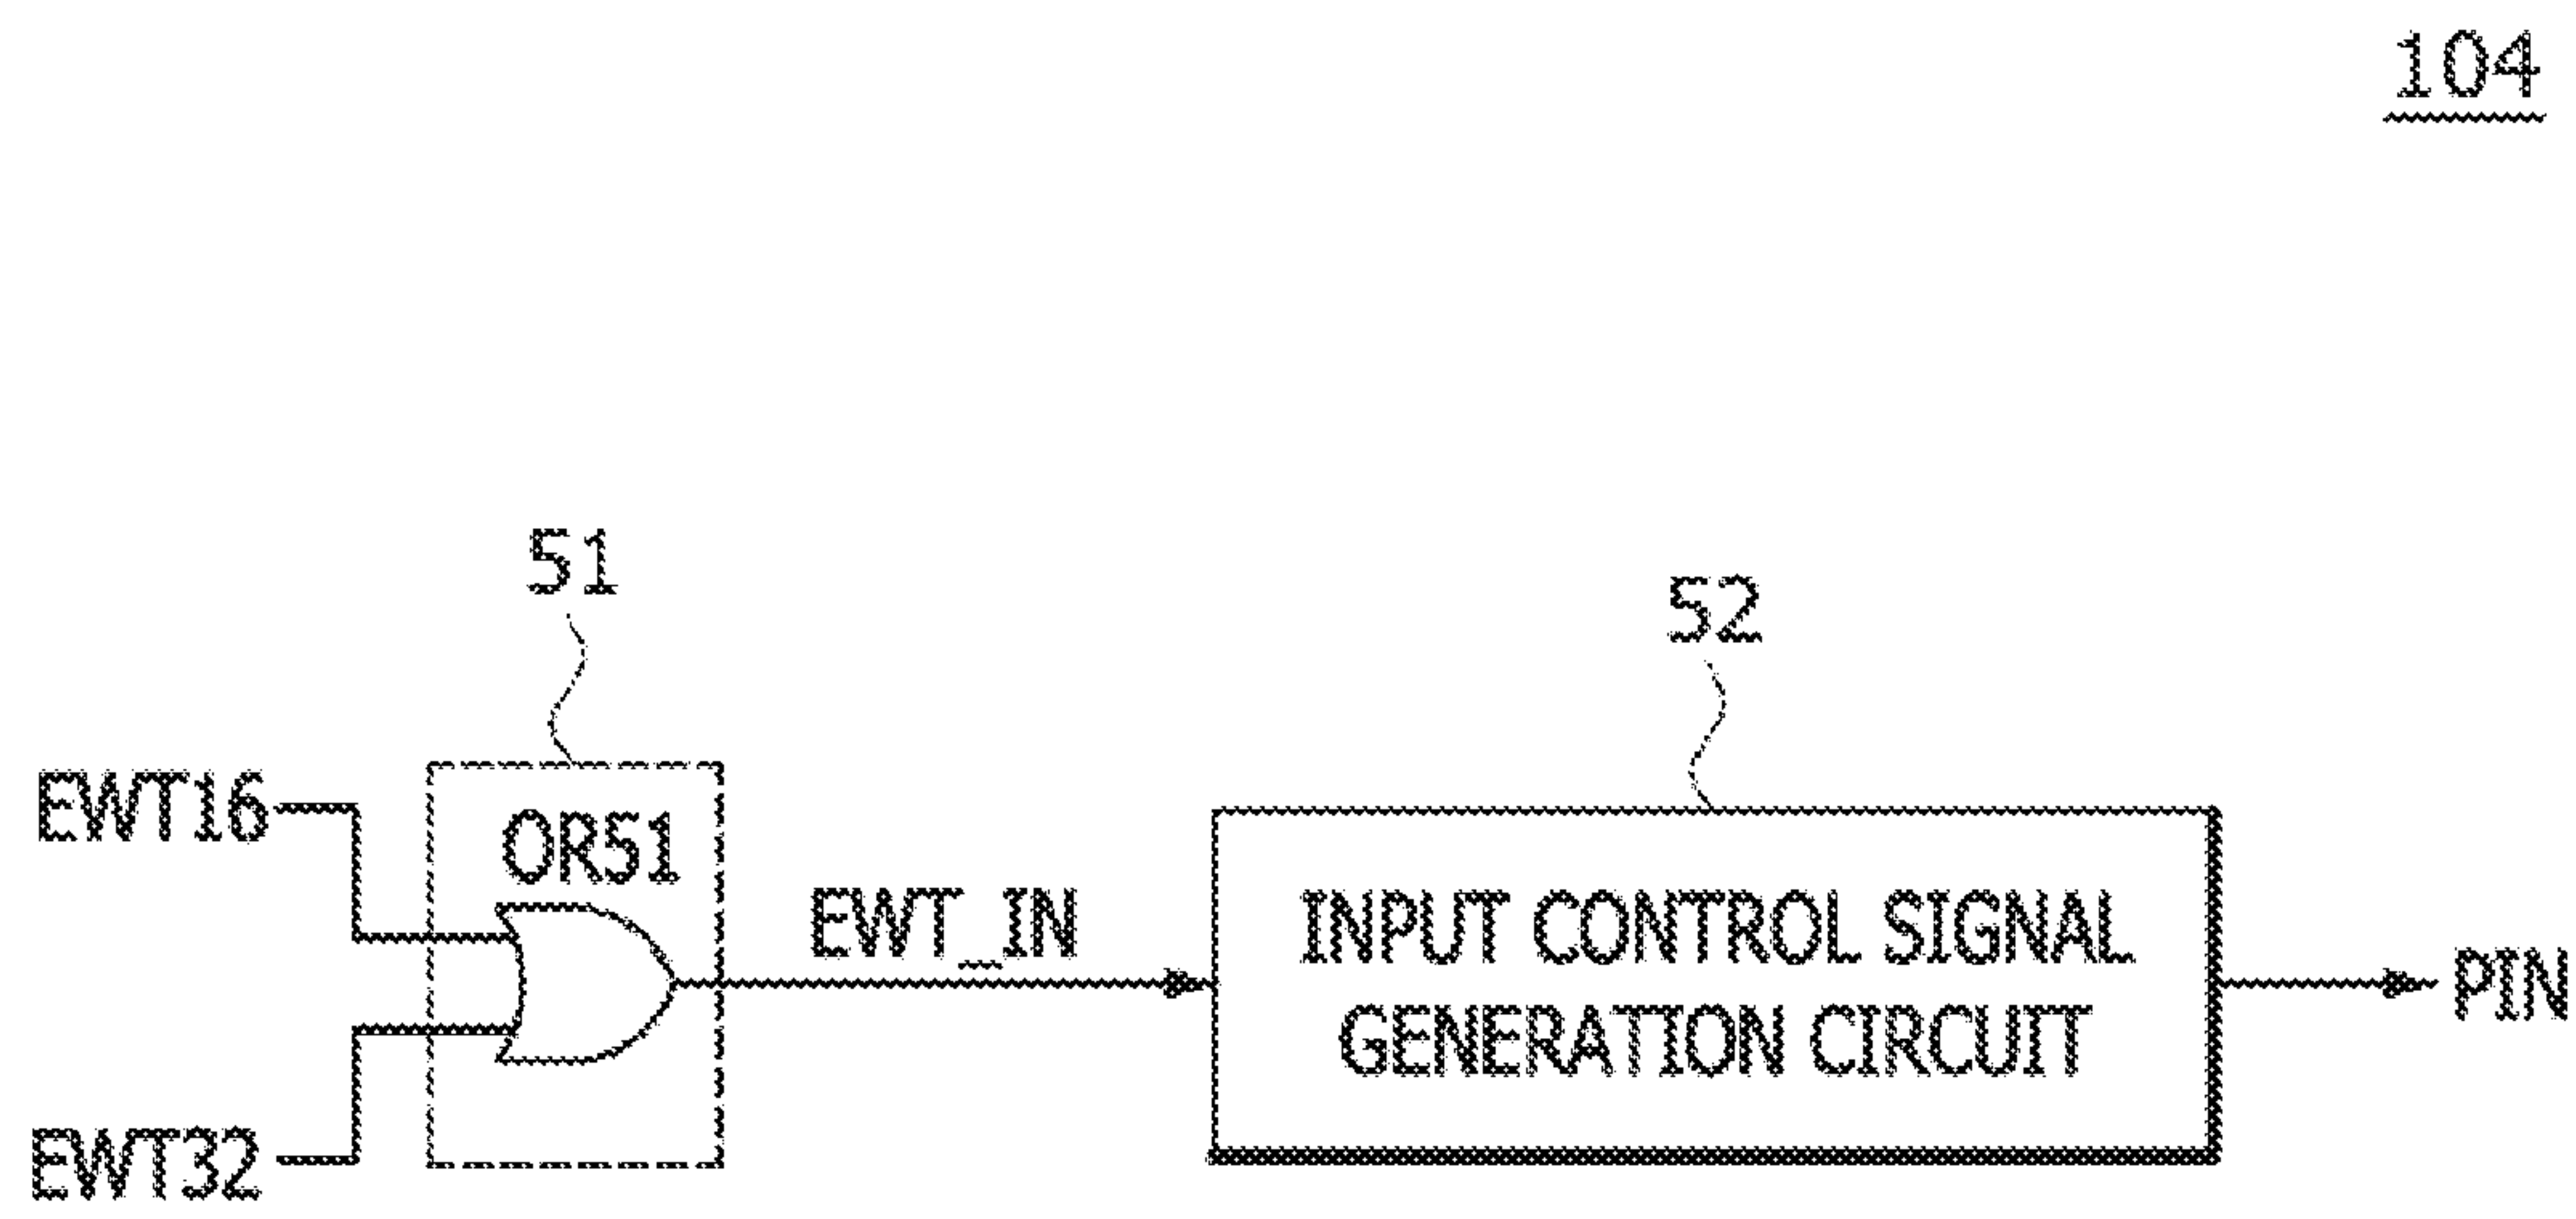 104
51
52
EWT16
OR51
EWT_IN
INPUT CONTROL SIGNAL
GENERATION CIRCUIT
PIN
EWT32